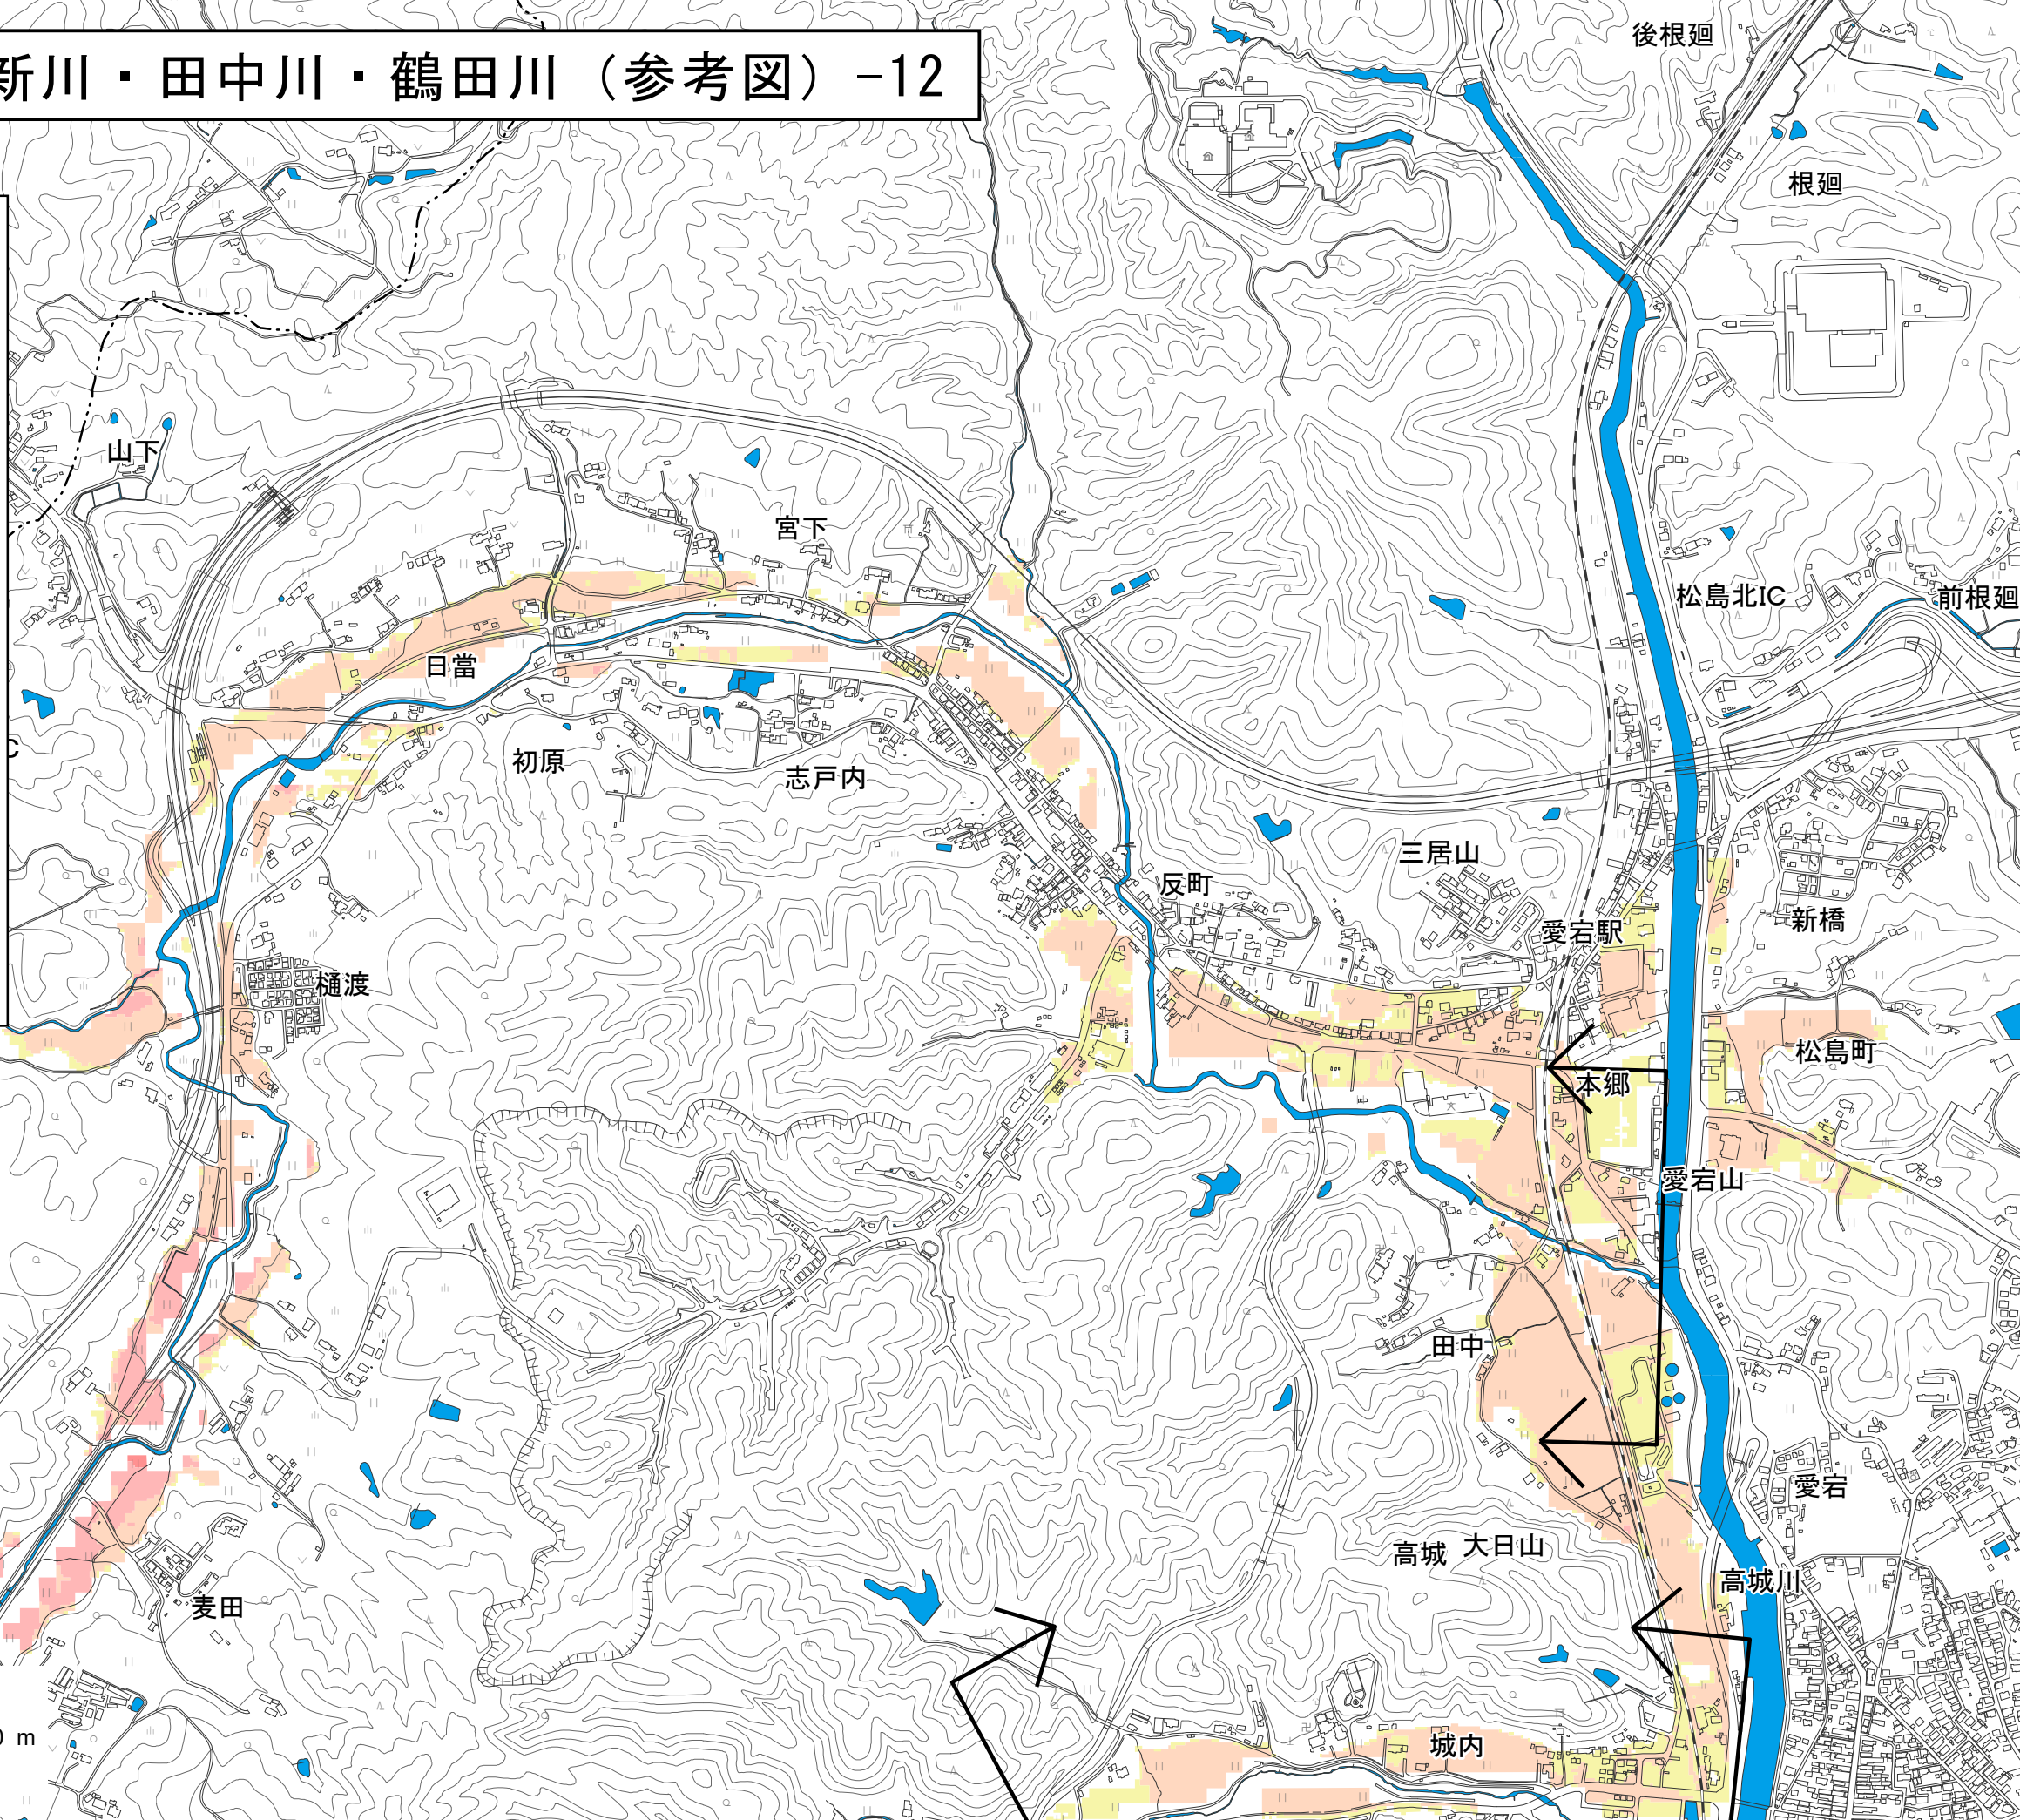 新川・田中川・鶴田川（参考図）-12
後根廻
根廻
山下
宮下
松島北IC
前根廻
日當
初原
志戸内
C
三居山
反町
愛宕駅
新橋
樋渡
松島町
本郷
愛宕山
田中
愛宕
高城
大日山
高城川
麦田
0 m
城内